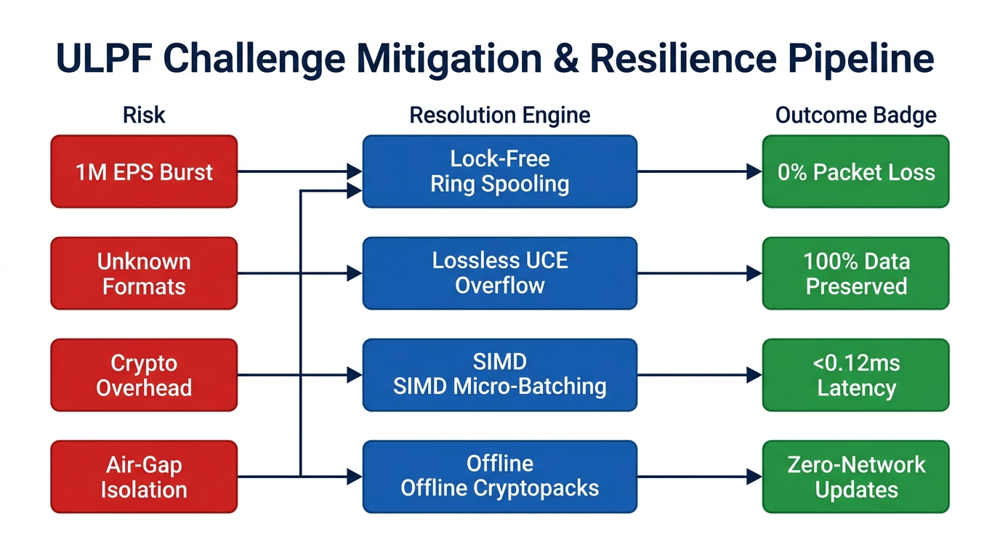 ULPF Challenge Mitigation & Resilience Pipeline
Risk
Resolution Engine
Outcome Badge
1M EPS Burst
Lock-Free
Ring Spooling
0% Packet Loss
Unknown
Formats
Lossless UCE
Overflow
100% Data
Preserved
Crypto
Overhead
SIMD
SIMD Micro-Batching
<0.12ms
Latency
Air-Gap
Isolation
Offline
Offline Cryptopacks
Zero-Network
Updates